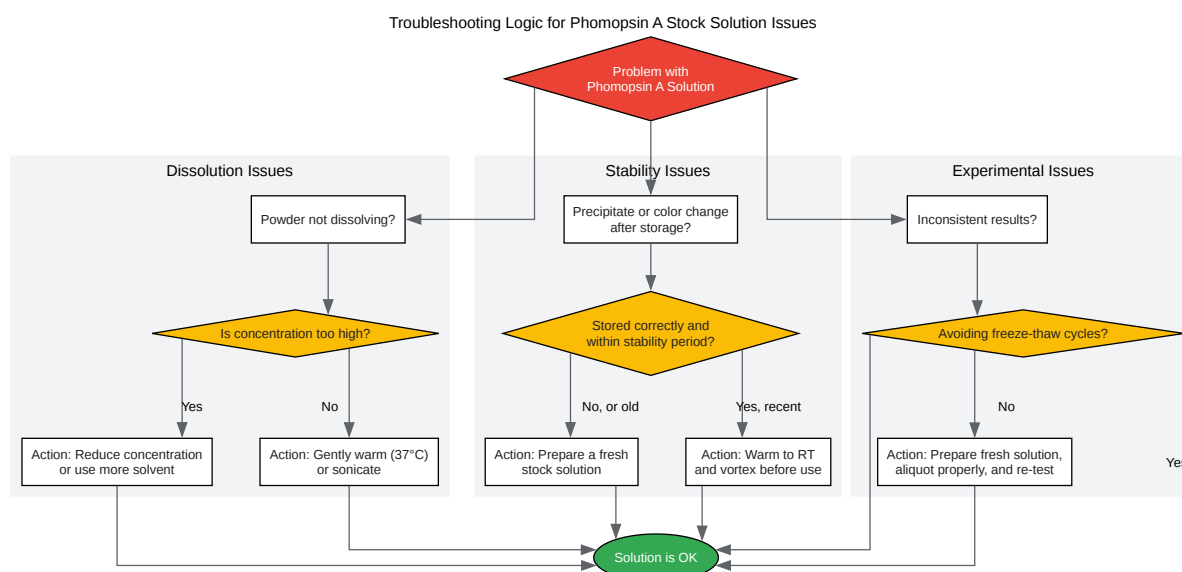 Troubleshooting Logic for Phomopsin A Stock Solution Issues
Problem with
Phomopsin A Solution
Dissolution Issues
Stability Issues
Experimental Issues
Powder not dissolving?
Precipitate or color change
after storage?
Inconsistent results?
Is concentration too high?
Stored correctly and
within stability period?
Avoiding freeze-thaw cycles?
Yes
No
No, or old
Yes, recent
No
Action: Reduce concentration
or use more solvent
Action: Gently warm (37°C)
or sonicate
Action: Prepare a fresh
stock solution
Action: Warm to RT
and vortex before use
Action: Prepare fresh solution,
aliquot properly, and re-test
Yes
Solution is OK